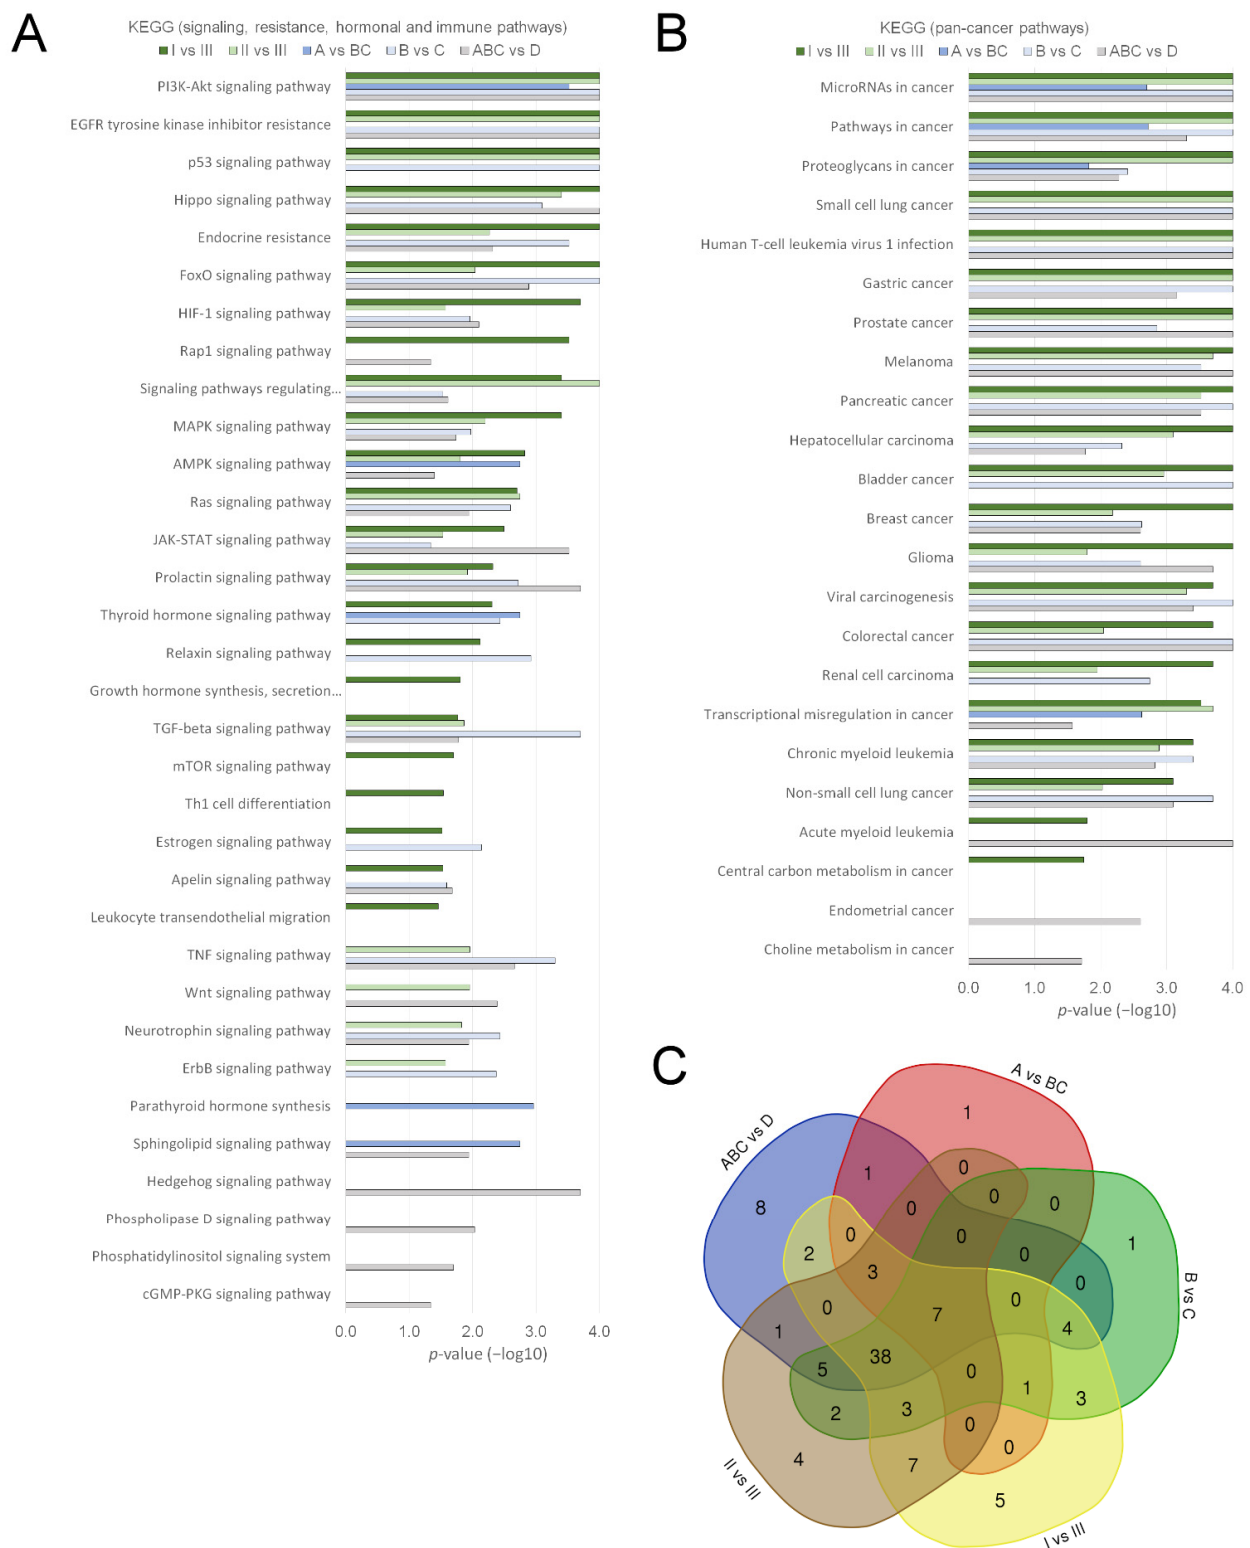 A
KEGG (signaling, resistance, hormonal and immune pathways)
I vs III II vs III A vs BC B vs C ABC vs D
PI3K-Akt signaling pathway
EGFR tyrosine kinase inhibitor resistance
p53 signaling pathway
Hippo signaling pathway
Endocrine resistance
FoxO signaling pathway
HIF-1 signaling pathway
Rap1 signaling pathway
Signaling pathways regulating...
MAPK signaling pathway
AMPK signaling pathway
Ras signaling pathway
JAK-STAT signaling pathway
Prolactin signaling pathway
Thyroid hormone signaling pathway
Relaxin signaling pathway
Growth hormone synthesis, secretion...
TGF-beta signaling pathway
mTOR signaling pathway
Th1 cell differentiation
Estrogen signaling pathway
Apelin signaling pathway
Leukocyte transendothelial migration
TNF signaling pathway
Wnt signaling pathway
Neurotrophin signaling pathway
ErbB signaling pathway
Parathyroid hormone synthesis
Sphingolipid signaling pathway
Hedgehog signaling pathway
Phospholipase D signaling pathway
Phosphatidylinositol signaling system
cGMP-PKG signaling pathway
0.0 1.0 2.0 3.0 4.0
p-value (−log10)
B
KEGG (pan-cancer pathways)
I vs III II vs III A vs BC B vs C ABC vs D
MicroRNAs in cancer
Pathways in cancer
Proteoglycans in cancer
Small cell lung cancer
Human T-cell leukemia virus 1 infection
Gastric cancer
Prostate cancer
Melanoma
Pancreatic cancer
Hepatocellular carcinoma
Bladder cancer
Breast cancer
Glioma
Viral carcinogenesis
Colorectal cancer
Renal cell carcinoma
Transcriptional misregulation in cancer
Chronic myeloid leukemia
Non-small cell lung cancer
Acute myeloid leukemia
Central carbon metabolism in cancer
Endometrial cancer
Choline metabolism in cancer
0.0 1.0 2.0 3.0 4.0
p-value (−log10)
C
A vs BC
ABC vs D
B vs C
II vs III
I vs III
1
1 0
8 0 0 0
0 0 0 1
2 0 3 0 0
0 7 0 4
1 5 38 0 1 3
2 3 0 0
4 7 5